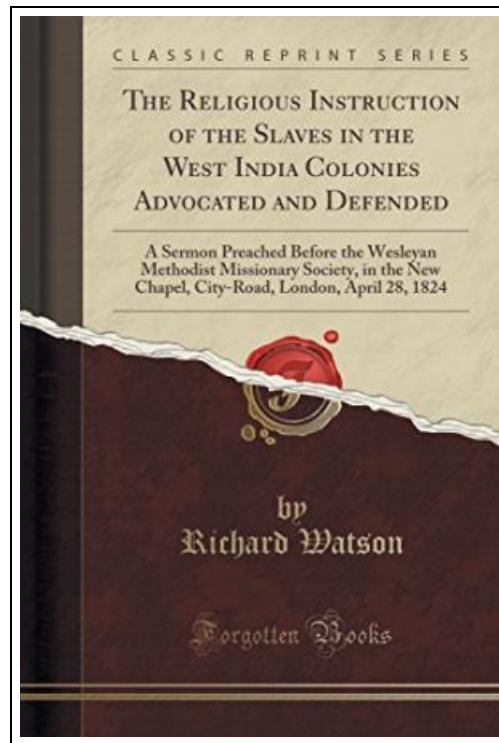 CLASSIC REPRINT SERIES
THE RELIGIOUS INSTRUCTION
OF THE SLAVES IN THE
WEST INDIA COLONIES
ADVOCATED AND DEFENDED
A Sermon Preached Before the Wesleyan
Methodist Missionary Society, in the New
Chapel, City-Road, London, April 28, 1824
by
Richard Watson
Forgotten Books